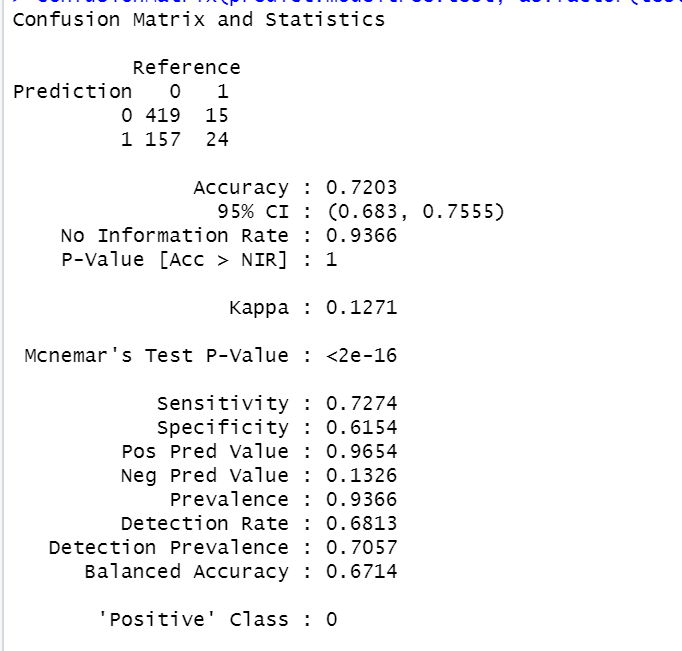 Confusion Matrix and Statistics
Reference
Prediction 0 1
0 419 15
1 157 24
Accuracy : 0.7203
95% CI : (0.683, 0.7555)
No Information Rate : 0.9366
P-Value [Acc > NIR] : 1
Kappa : 0.1271
Mcnemar's Test P-Value : <2e-16
Sensitivity : 0.7274
Specificity : 0.6154
Pos Pred Value : 0.9654
Neg Pred Value : 0.1326
Prevalence : 0.9366
Detection Rate : 0.6813
Detection Prevalence : 0.7057
Balanced Accuracy : 0.6714
'Positive' Class : 0